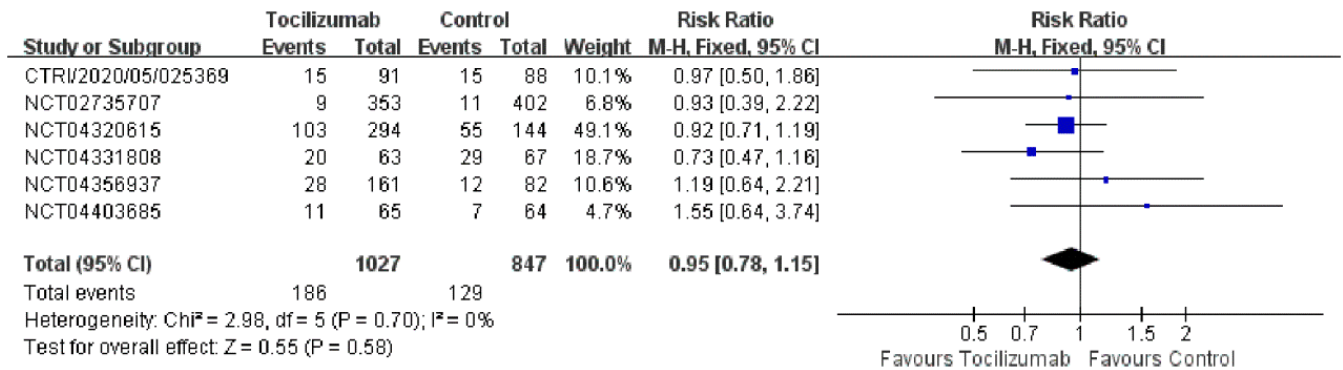 Tocilizumab Control Risk Ratio Risk Ratio
Study or Subgroup Events Total Events Total Weight M-H, Fixed, 95% CI M-H, Fixed, 95% CI
CTRI/2020/05/025369 15 91 15 88 10.1% 0.97 [0.50, 1.86]
NCT02735707 9 353 11 402 6.8% 0.93 [0.39, 2.22]
NCT04320615 103 294 55 144 49.1% 0.92 [0.71, 1.19]
NCT04331808 20 63 29 67 18.7% 0.73 [0.47, 1.16]
NCT04356937 28 161 12 82 10.6% 1.19 [0.64, 2.21]
NCT04403685 11 65 7 64 4.7% 1.55 [0.64, 3.74]
Total (95% CI) 1027 847 100.0% 0.95 [0.78, 1.15]
Total events 186 129
Heterogeneity: Chi² = 2.98, df = 5 (P = 0.70); I² = 0%
Test for overall effect: Z = 0.55 (P = 0.58)
0.5 0.7 1 1.5 2
Favours Tocilizumab Favours Control